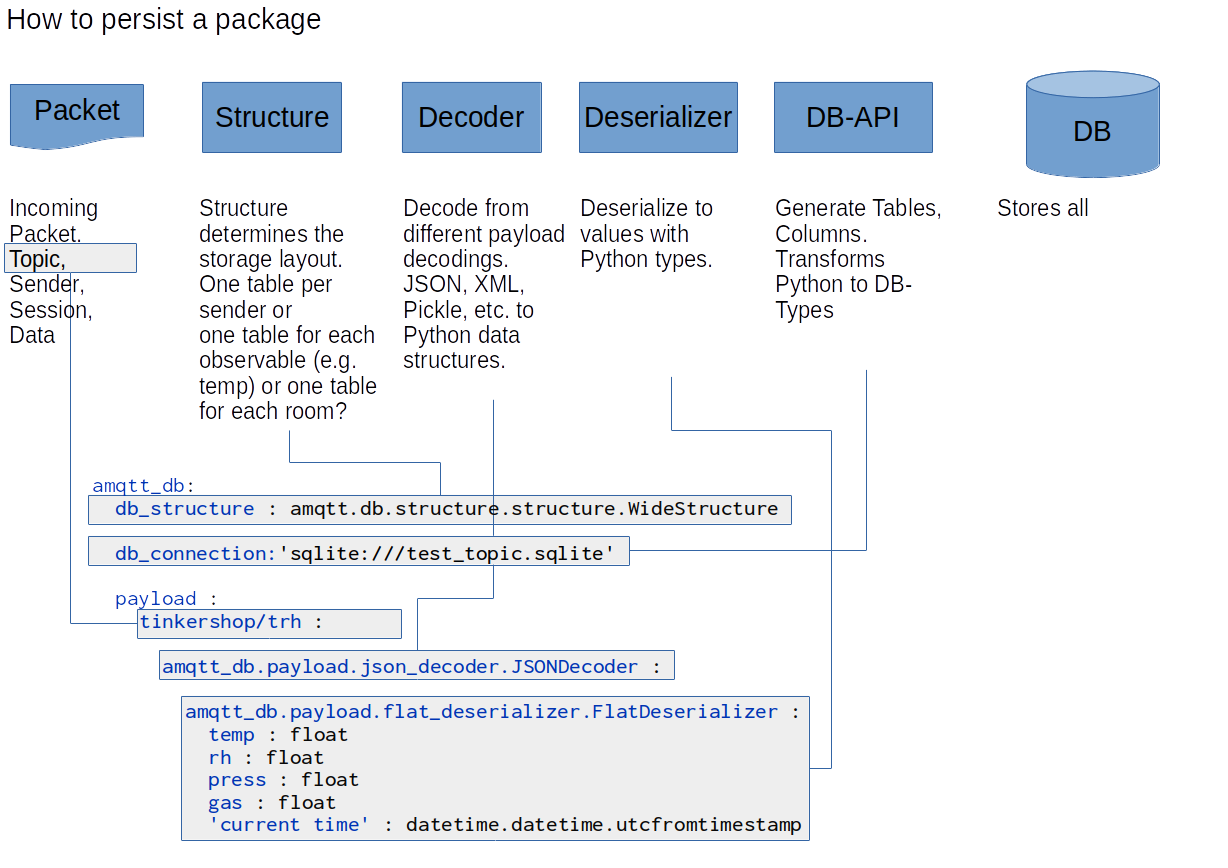 How to persist a package
Packet
Structure
Decoder
Deserializer
DB-API
DB
Incoming
Packet.
Topic,
Sender,
Session,
Data
Structure
determines the
storage layout.
One table per
sender or
one table for each
observable (e.g.
temp) or one table
for each room?
Decode from
different payload
decodings.
JSON, XML,
Pickle, etc. to
Python data
structures.
Deserialize to
values with
Python types.
Generate Tables,
Columns.
Transforms
Python to DB-
Types
Stores all
amqtt_db:
db_structure : amqtt.db.structure.structure.WideStructure
db_connection:'sqlite:///test_topic.sqlite'
payload :
tinkershop/trh :
amqtt_db.payload.json_decoder.JSONDecoder :
amqtt_db.payload.flat_deserializer.FlatDeserializer :
temp : float
rh : float
press : float
gas : float
'current time' : datetime.datetime.utcfromtimestamp